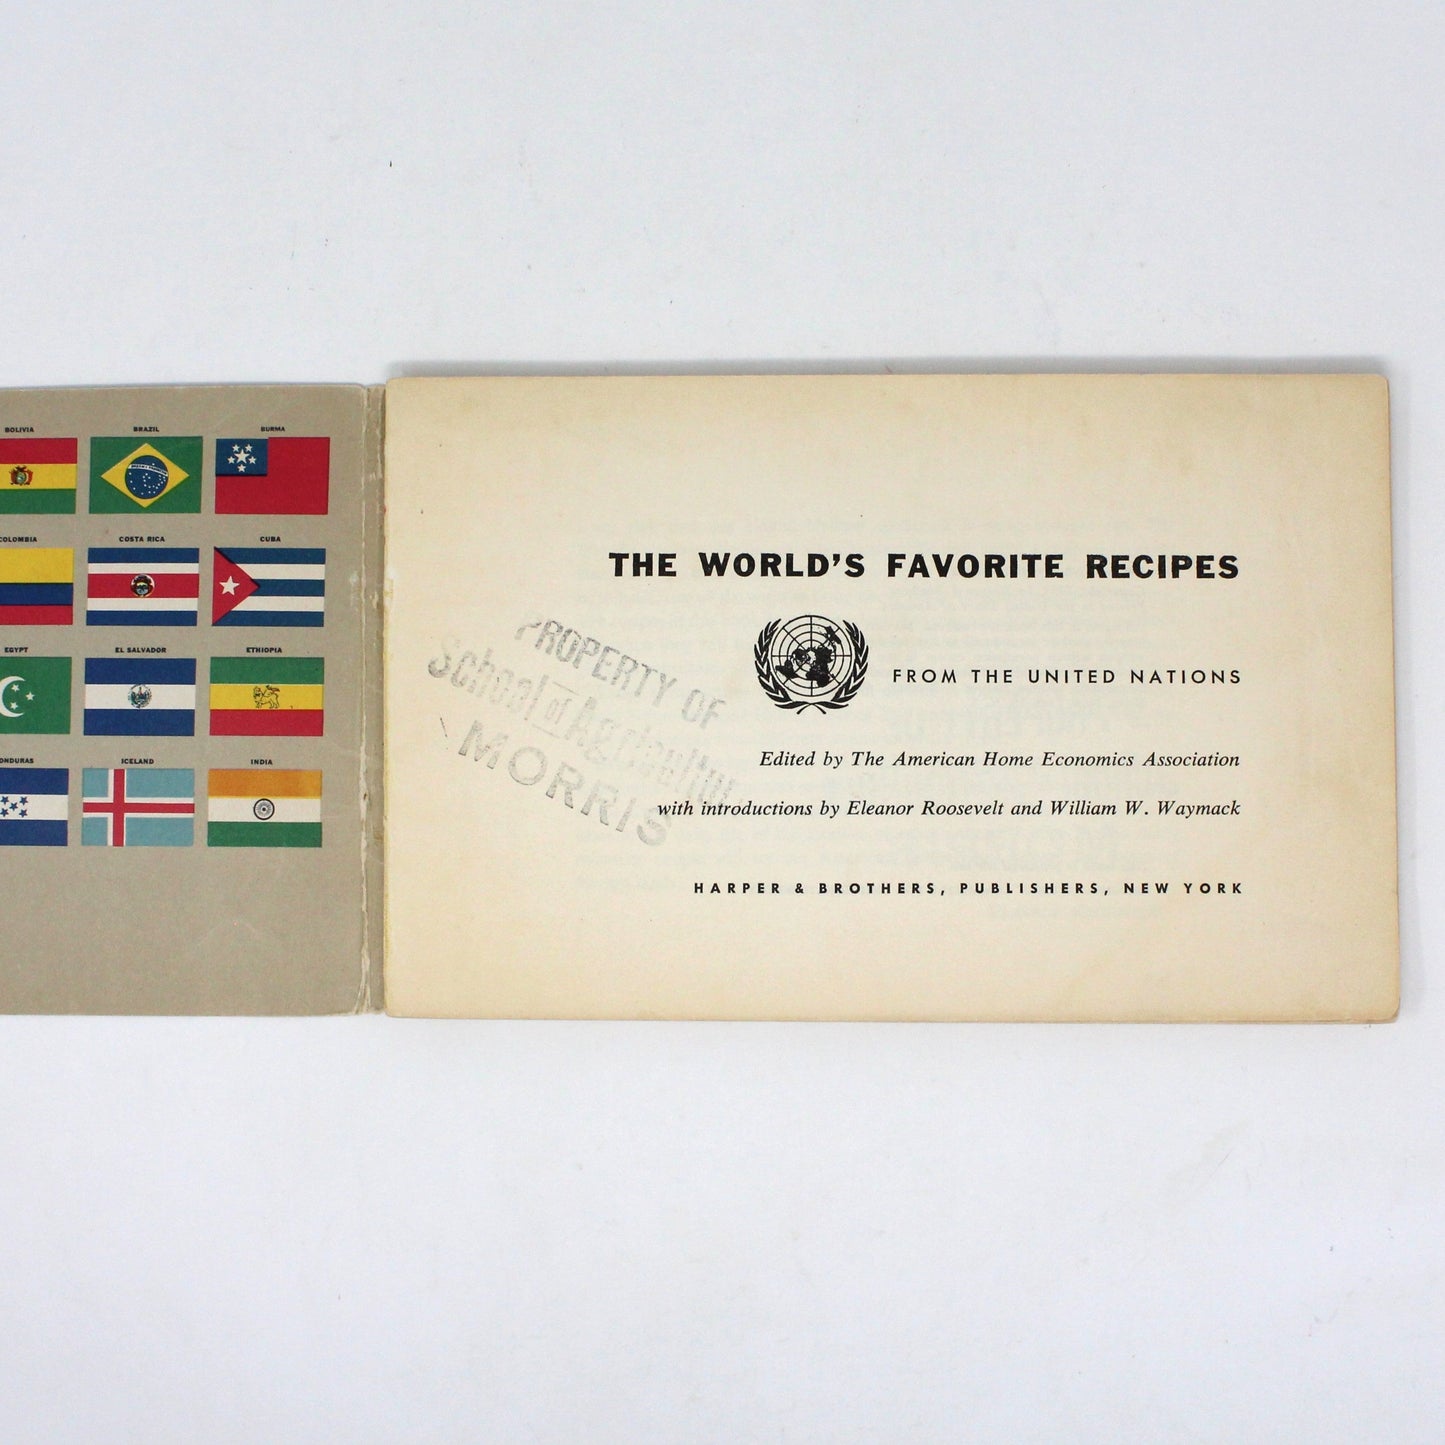 BOLIVIA BRAZIL BURMA
COLOMBIA COSTA RICA CUBA
EGYPT EL SALVADOR ETHIOPIA
ONDURAS ICELAND INDIA
THE WORLD'S FAVORITE RECIPES
FROM THE UNITED NATIONS
Edited by The American Home Economics Association
with introductions by Eleanor Roosevelt and William W. Waymack
HARPER & BROTHERS, PUBLISHERS, NEW YORK
PROPERTY OF
School of Agriculture
MORRIS